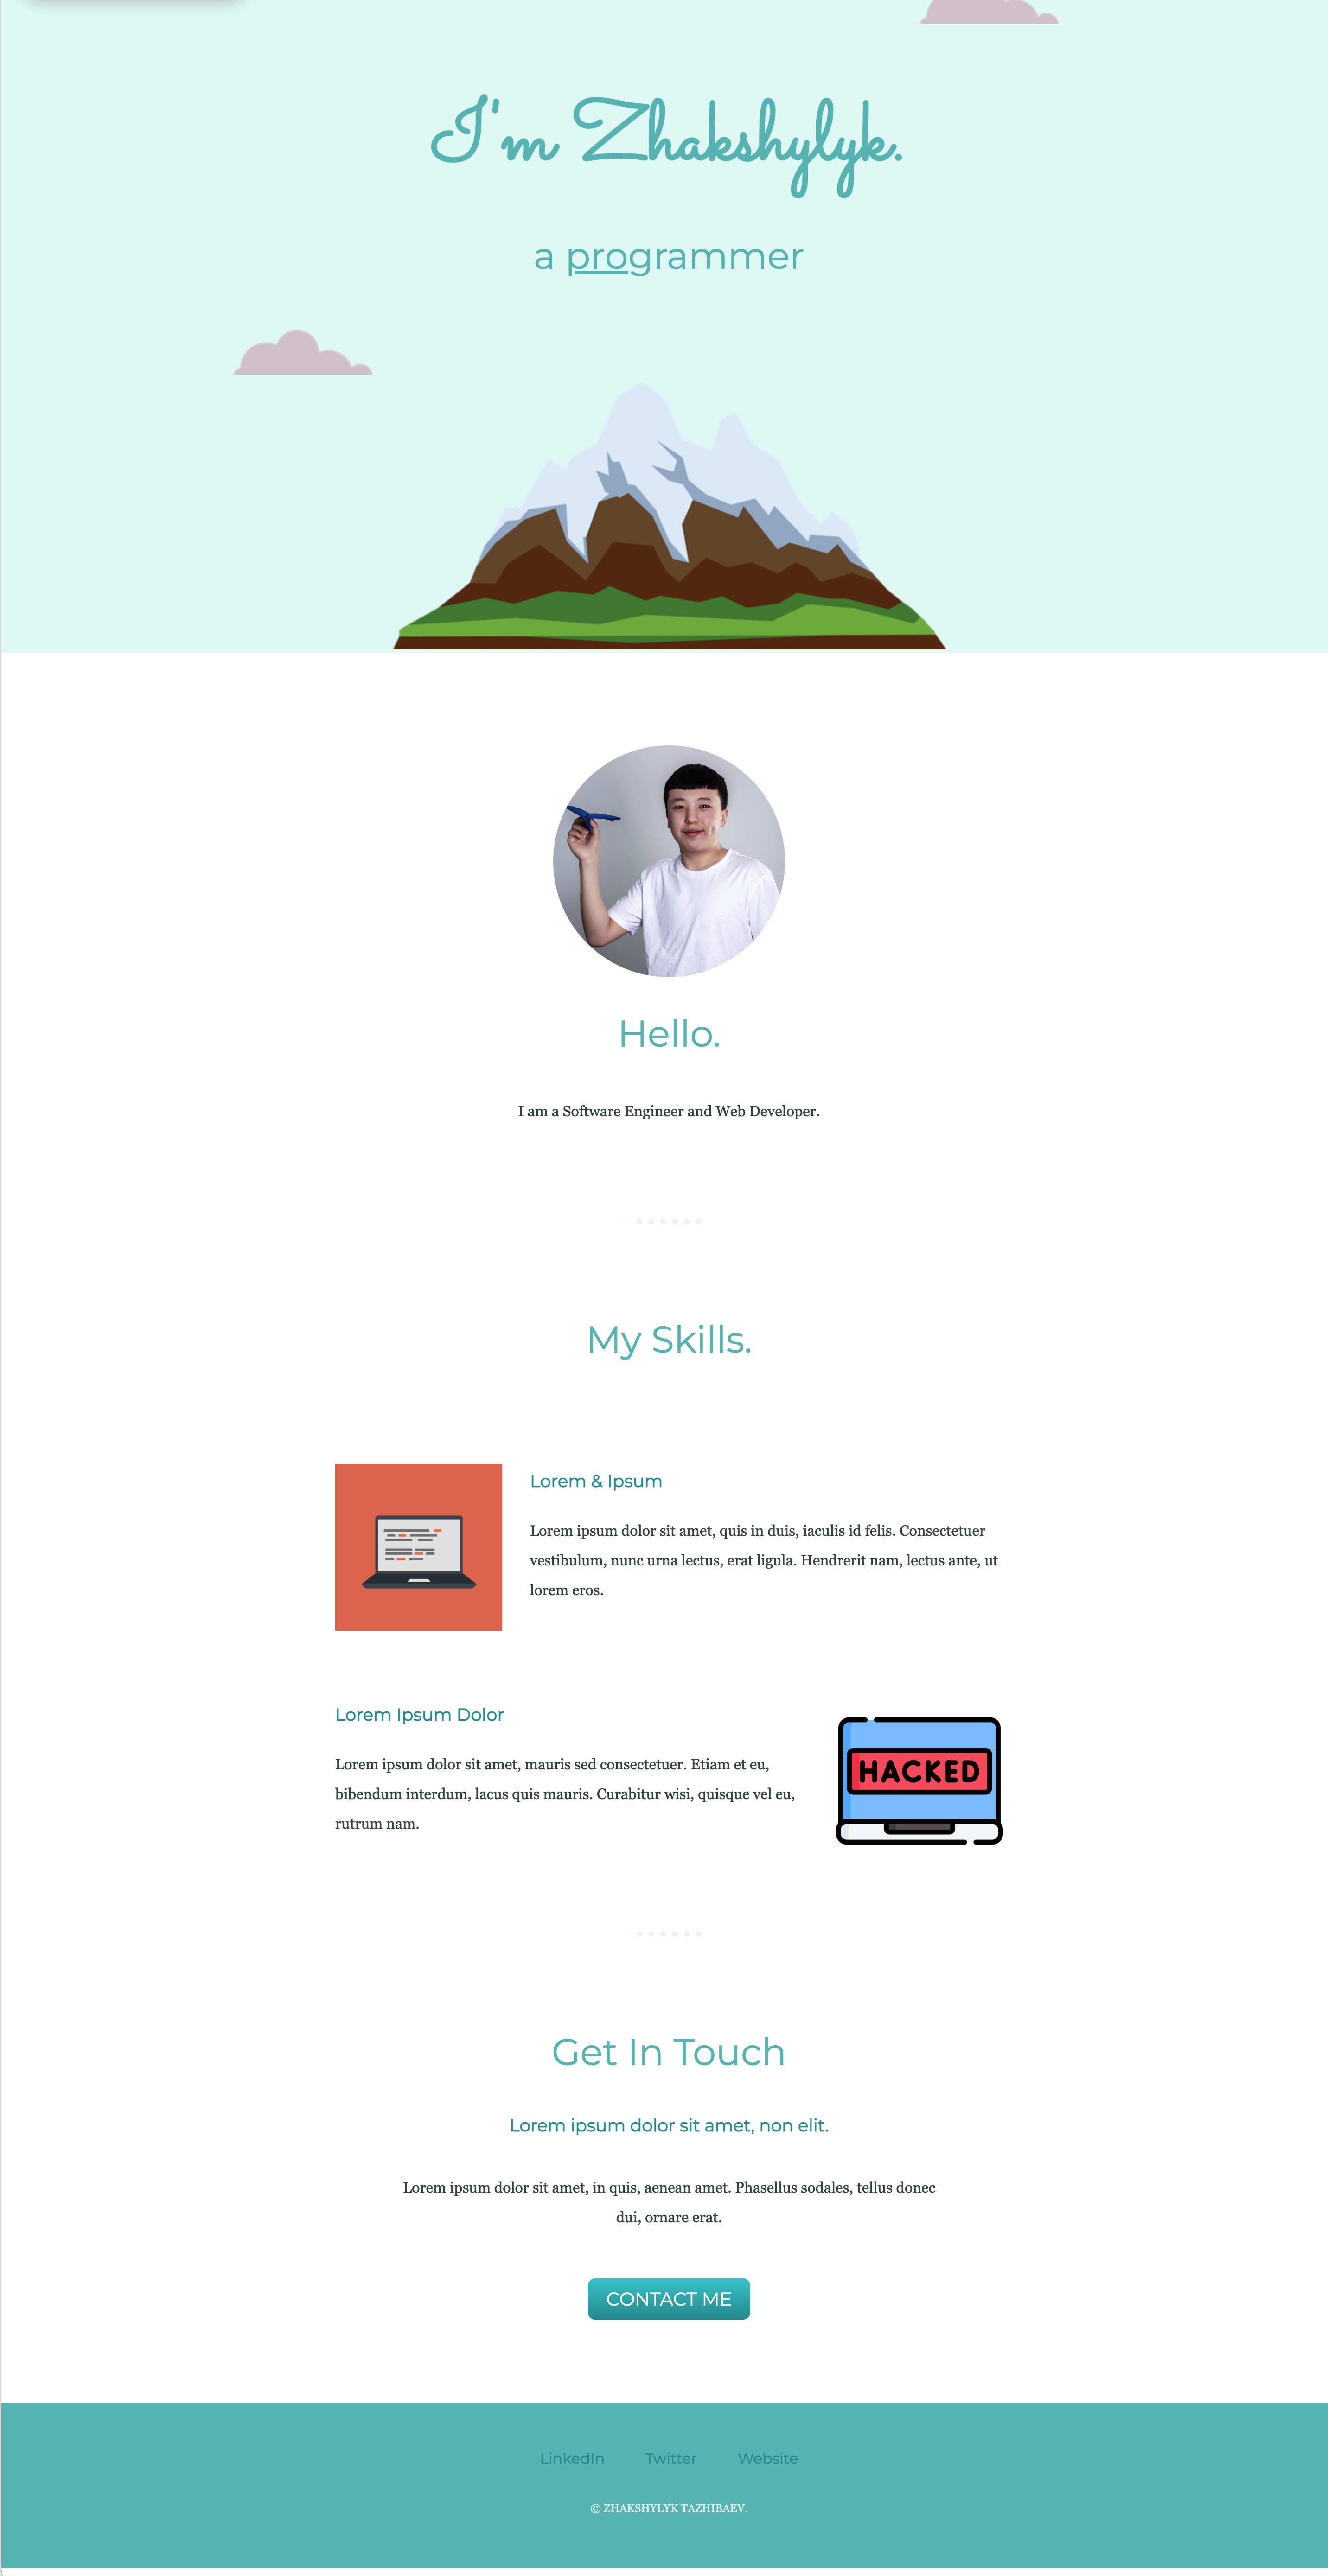 I'm Zhakshylyk.
a programmer
Hello.
I am a Software Engineer and Web Developer.
My Skills.
Lorem & Ipsum
Lorem ipsum dolor sit amet, quis in duis, iaculis id felis. Consectetuer
vestibulum, nunc urna lectus, erat ligula. Hendrerit nam, lectus ante, ut
lorem eros.
Lorem Ipsum Dolor
Lorem ipsum dolor sit amet, mauris sed consectetuer. Etiam et eu,
bibendum interdum, lacus quis mauris. Curabitur wisi, quisque vel eu,
rutrum nam.
HACKED
Get In Touch
Lorem ipsum dolor sit amet, non elit.
Lorem ipsum dolor sit amet, in quis, aenean amet. Phasellus sodales, tellus donec
dui, ornare erat.
CONTACT ME
LinkedIn Twitter Website
© ZHAKSHYLYK TAZHIBAEV.